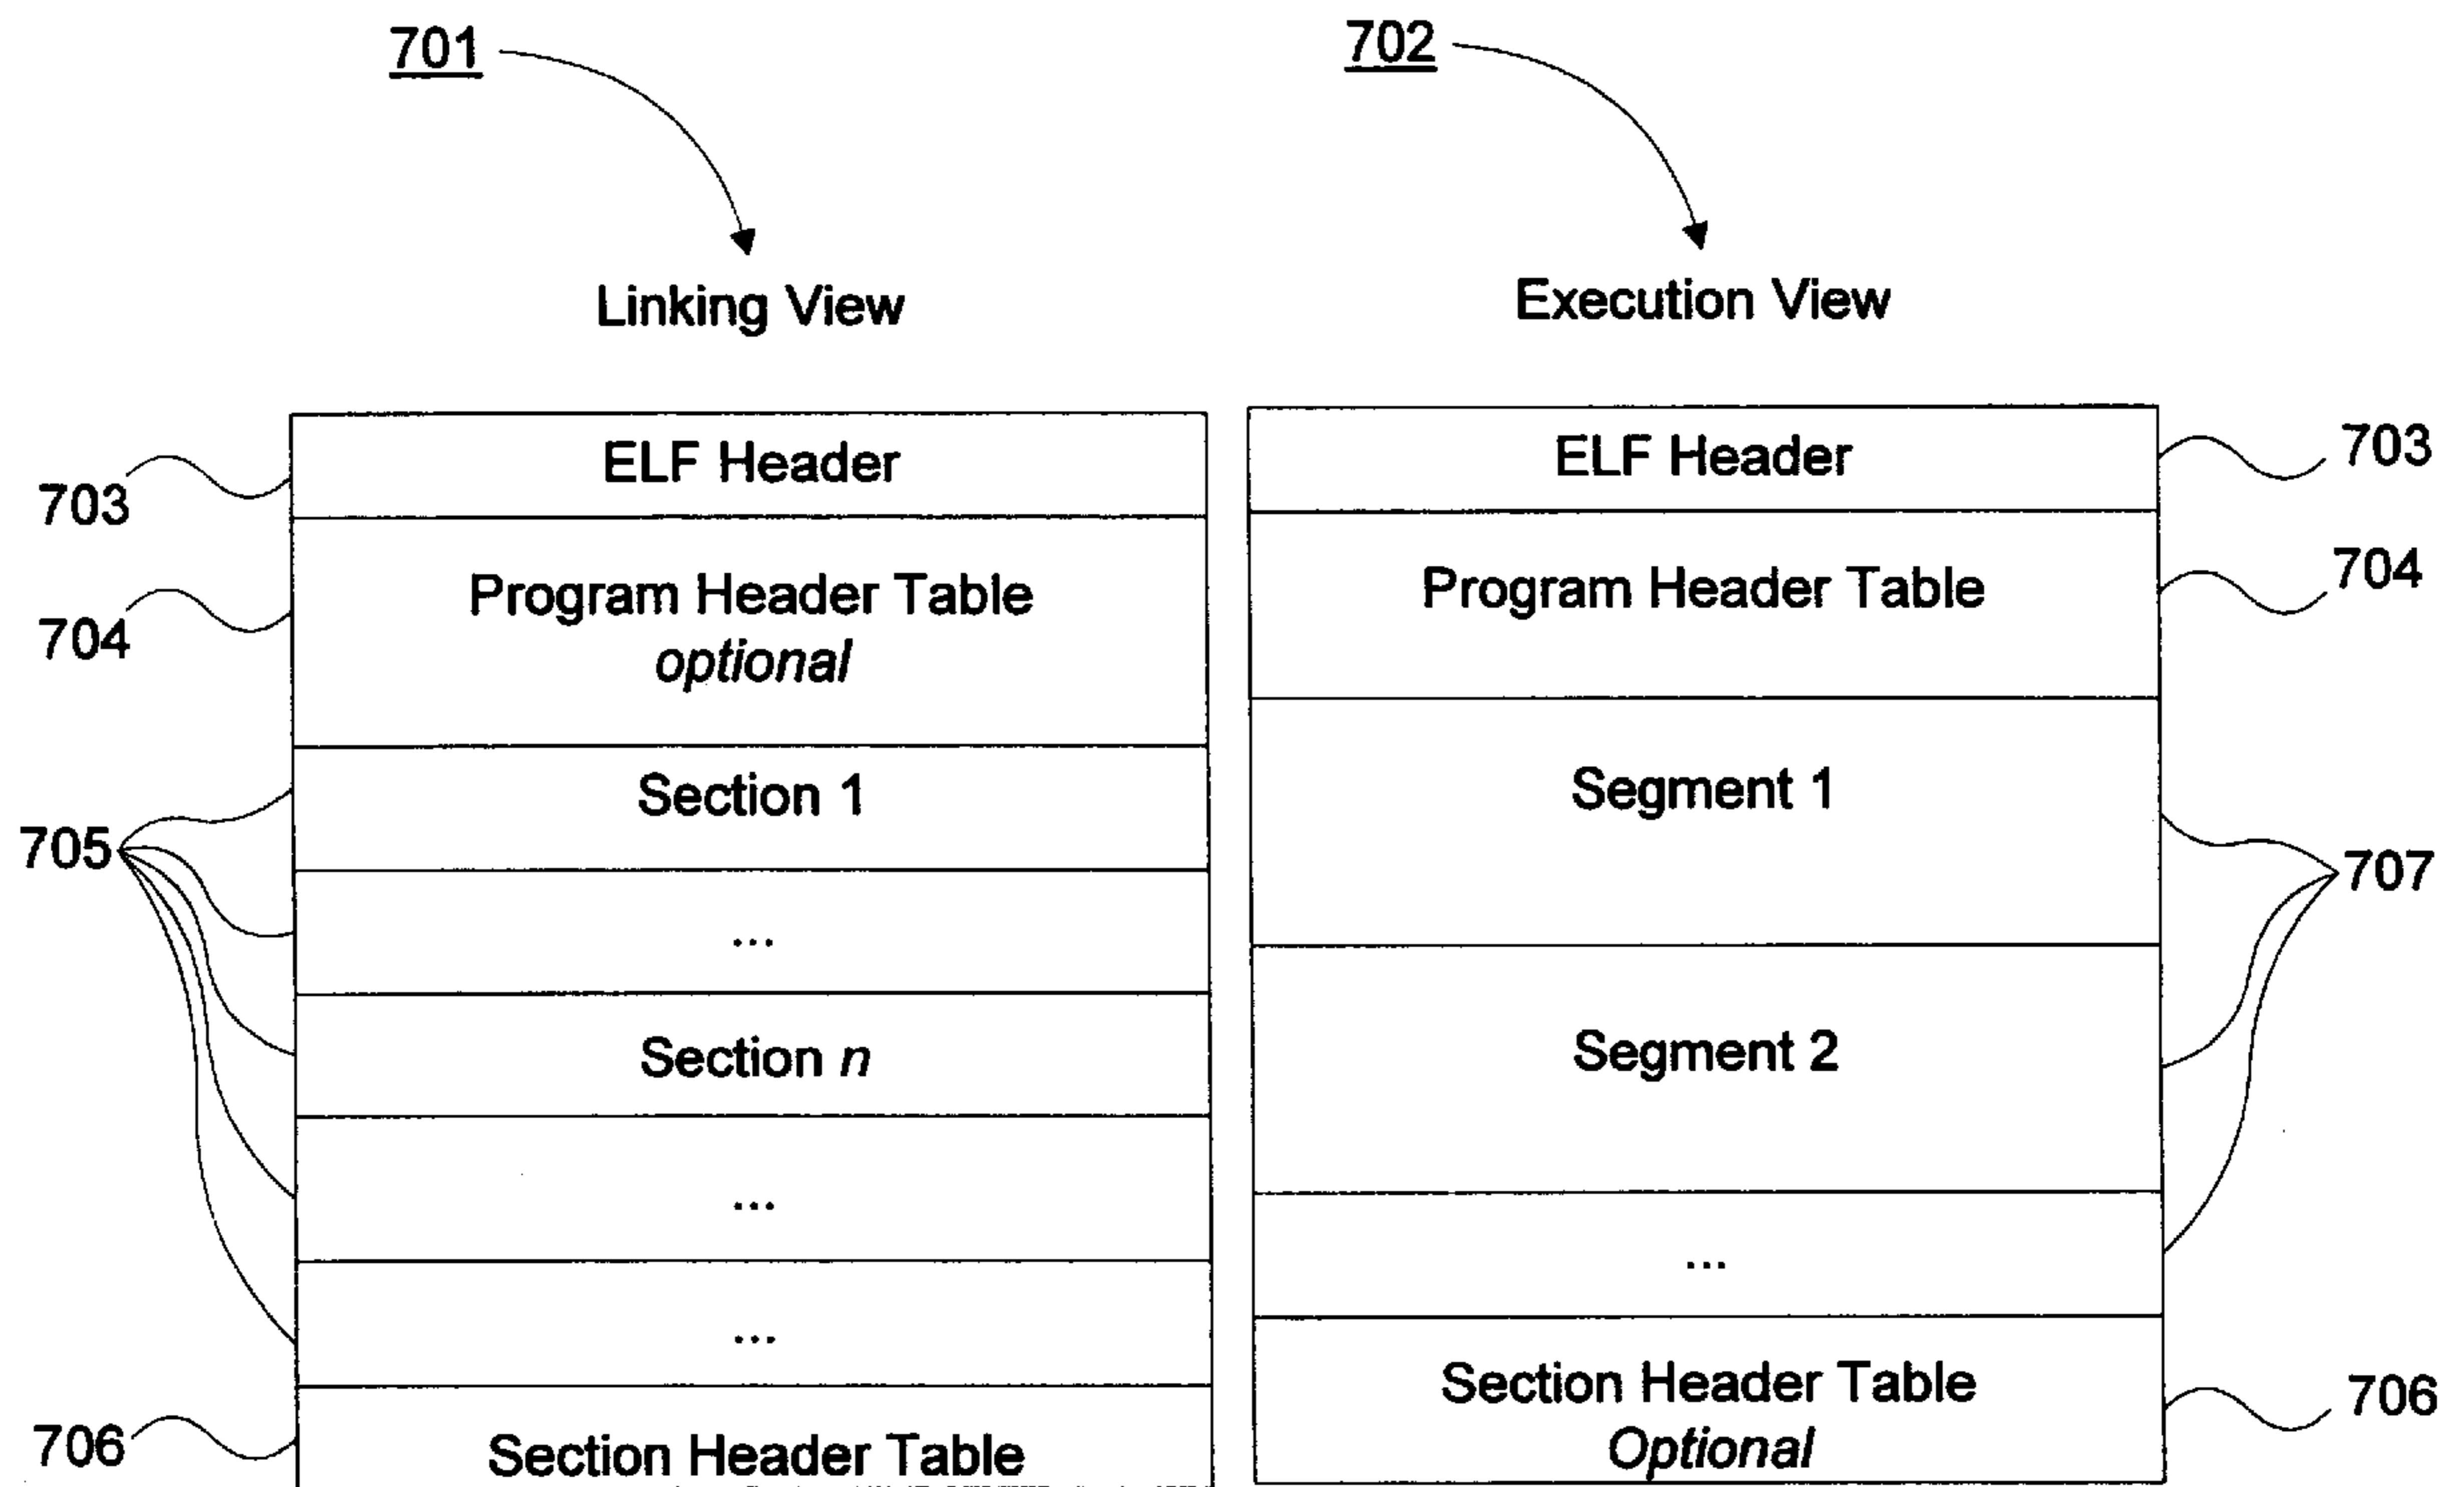 701
702
Linking View
Execution View
703
ELF Header
704
Program Header Table
optional
705
Section 1
...
Section n
...
...
706
Section Header Table
ELF Header
703
Program Header Table
704
Segment 1
707
Segment 2
...
Section Header Table
Optional
706